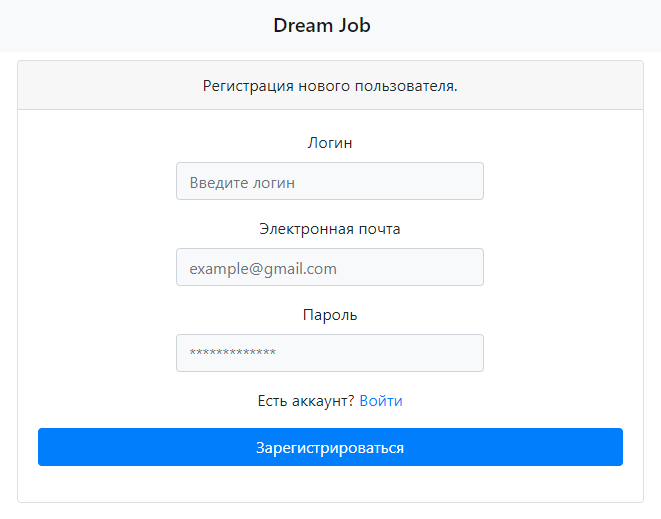 Dream Job
Регистрация нового пользователя.
Логин
Введите логин
Электронная почта
example@gmail.com
Пароль
*************
Есть аккаунт? Войти
Зарегистрироваться